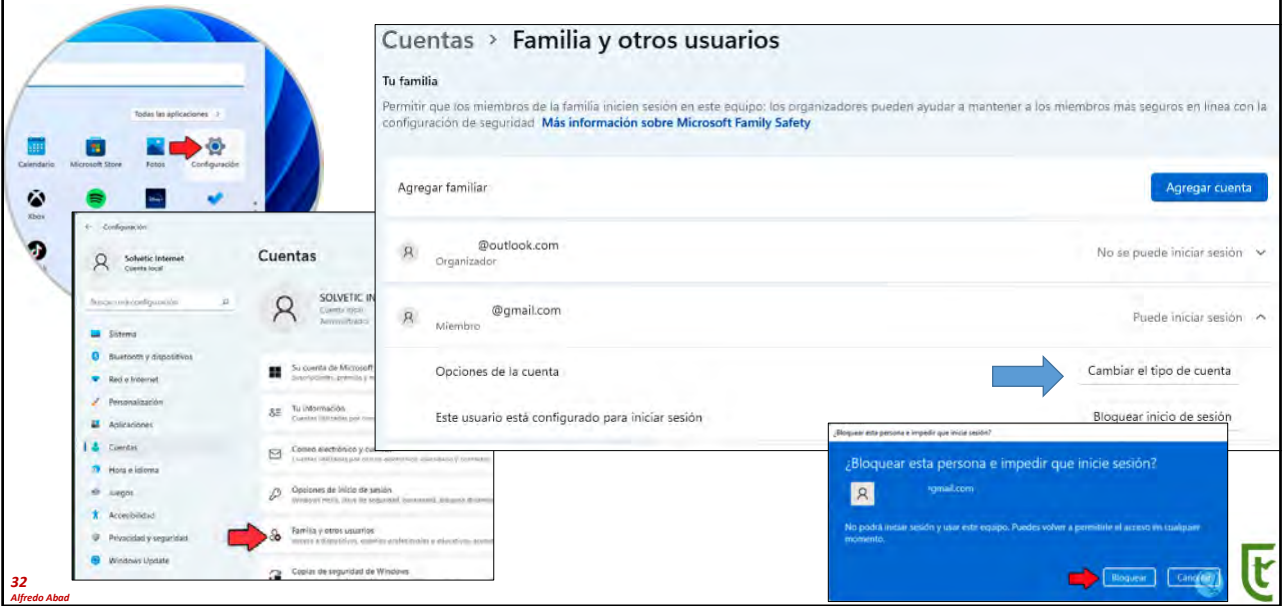 Todas las aplicaciones >
Calendario
Microsoft Store
Fotos
Configuración
Xbox
Cuentas > Familia y otros usuarios
Tu familia
Permitir que los miembros de la familia inicien sesión en este equipo: los organizadores pueden ayudar a mantener a los miembros más seguros en línea con la
configuración de seguridad Más información sobre Microsoft Family Safety
Agregar familiar
Agregar cuenta
@outlook.com
Organizador
No se puede iniciar sesión
@gmail.com
Miembro
Puede iniciar sesión
Opciones de la cuenta
Cambiar el tipo de cuenta
Este usuario está configurado para iniciar sesión
Bloquear inicio de sesión
Configuración
Solvetic Internet
Cuenta local
Buscar una configuración
Sistema
Bluetooth y dispositivos
Red e Internet
Personalización
Aplicaciones
Cuentas
Hora e idioma
Juegos
Accesibilidad
Privacidad y seguridad
Windows Update
Cuentas
SOLVETIC IN
Cuenta local
Administrador
Su cuenta de Microsoft
Tu información
Correo electrónico y
Opciones de inicio de sesión
Familia y otros usuarios
Copias de seguridad de Windows
¿Bloquear esta persona e impedir que inicie sesión?
¿Bloquear esta persona e impedir que inicie sesión?
gmail.com
No podrá iniciar sesión y usar este equipo. Puedes volver a permitirle el acceso en cualquier
momento.
Bloquear
Cancelar
32
Alfredo Abad